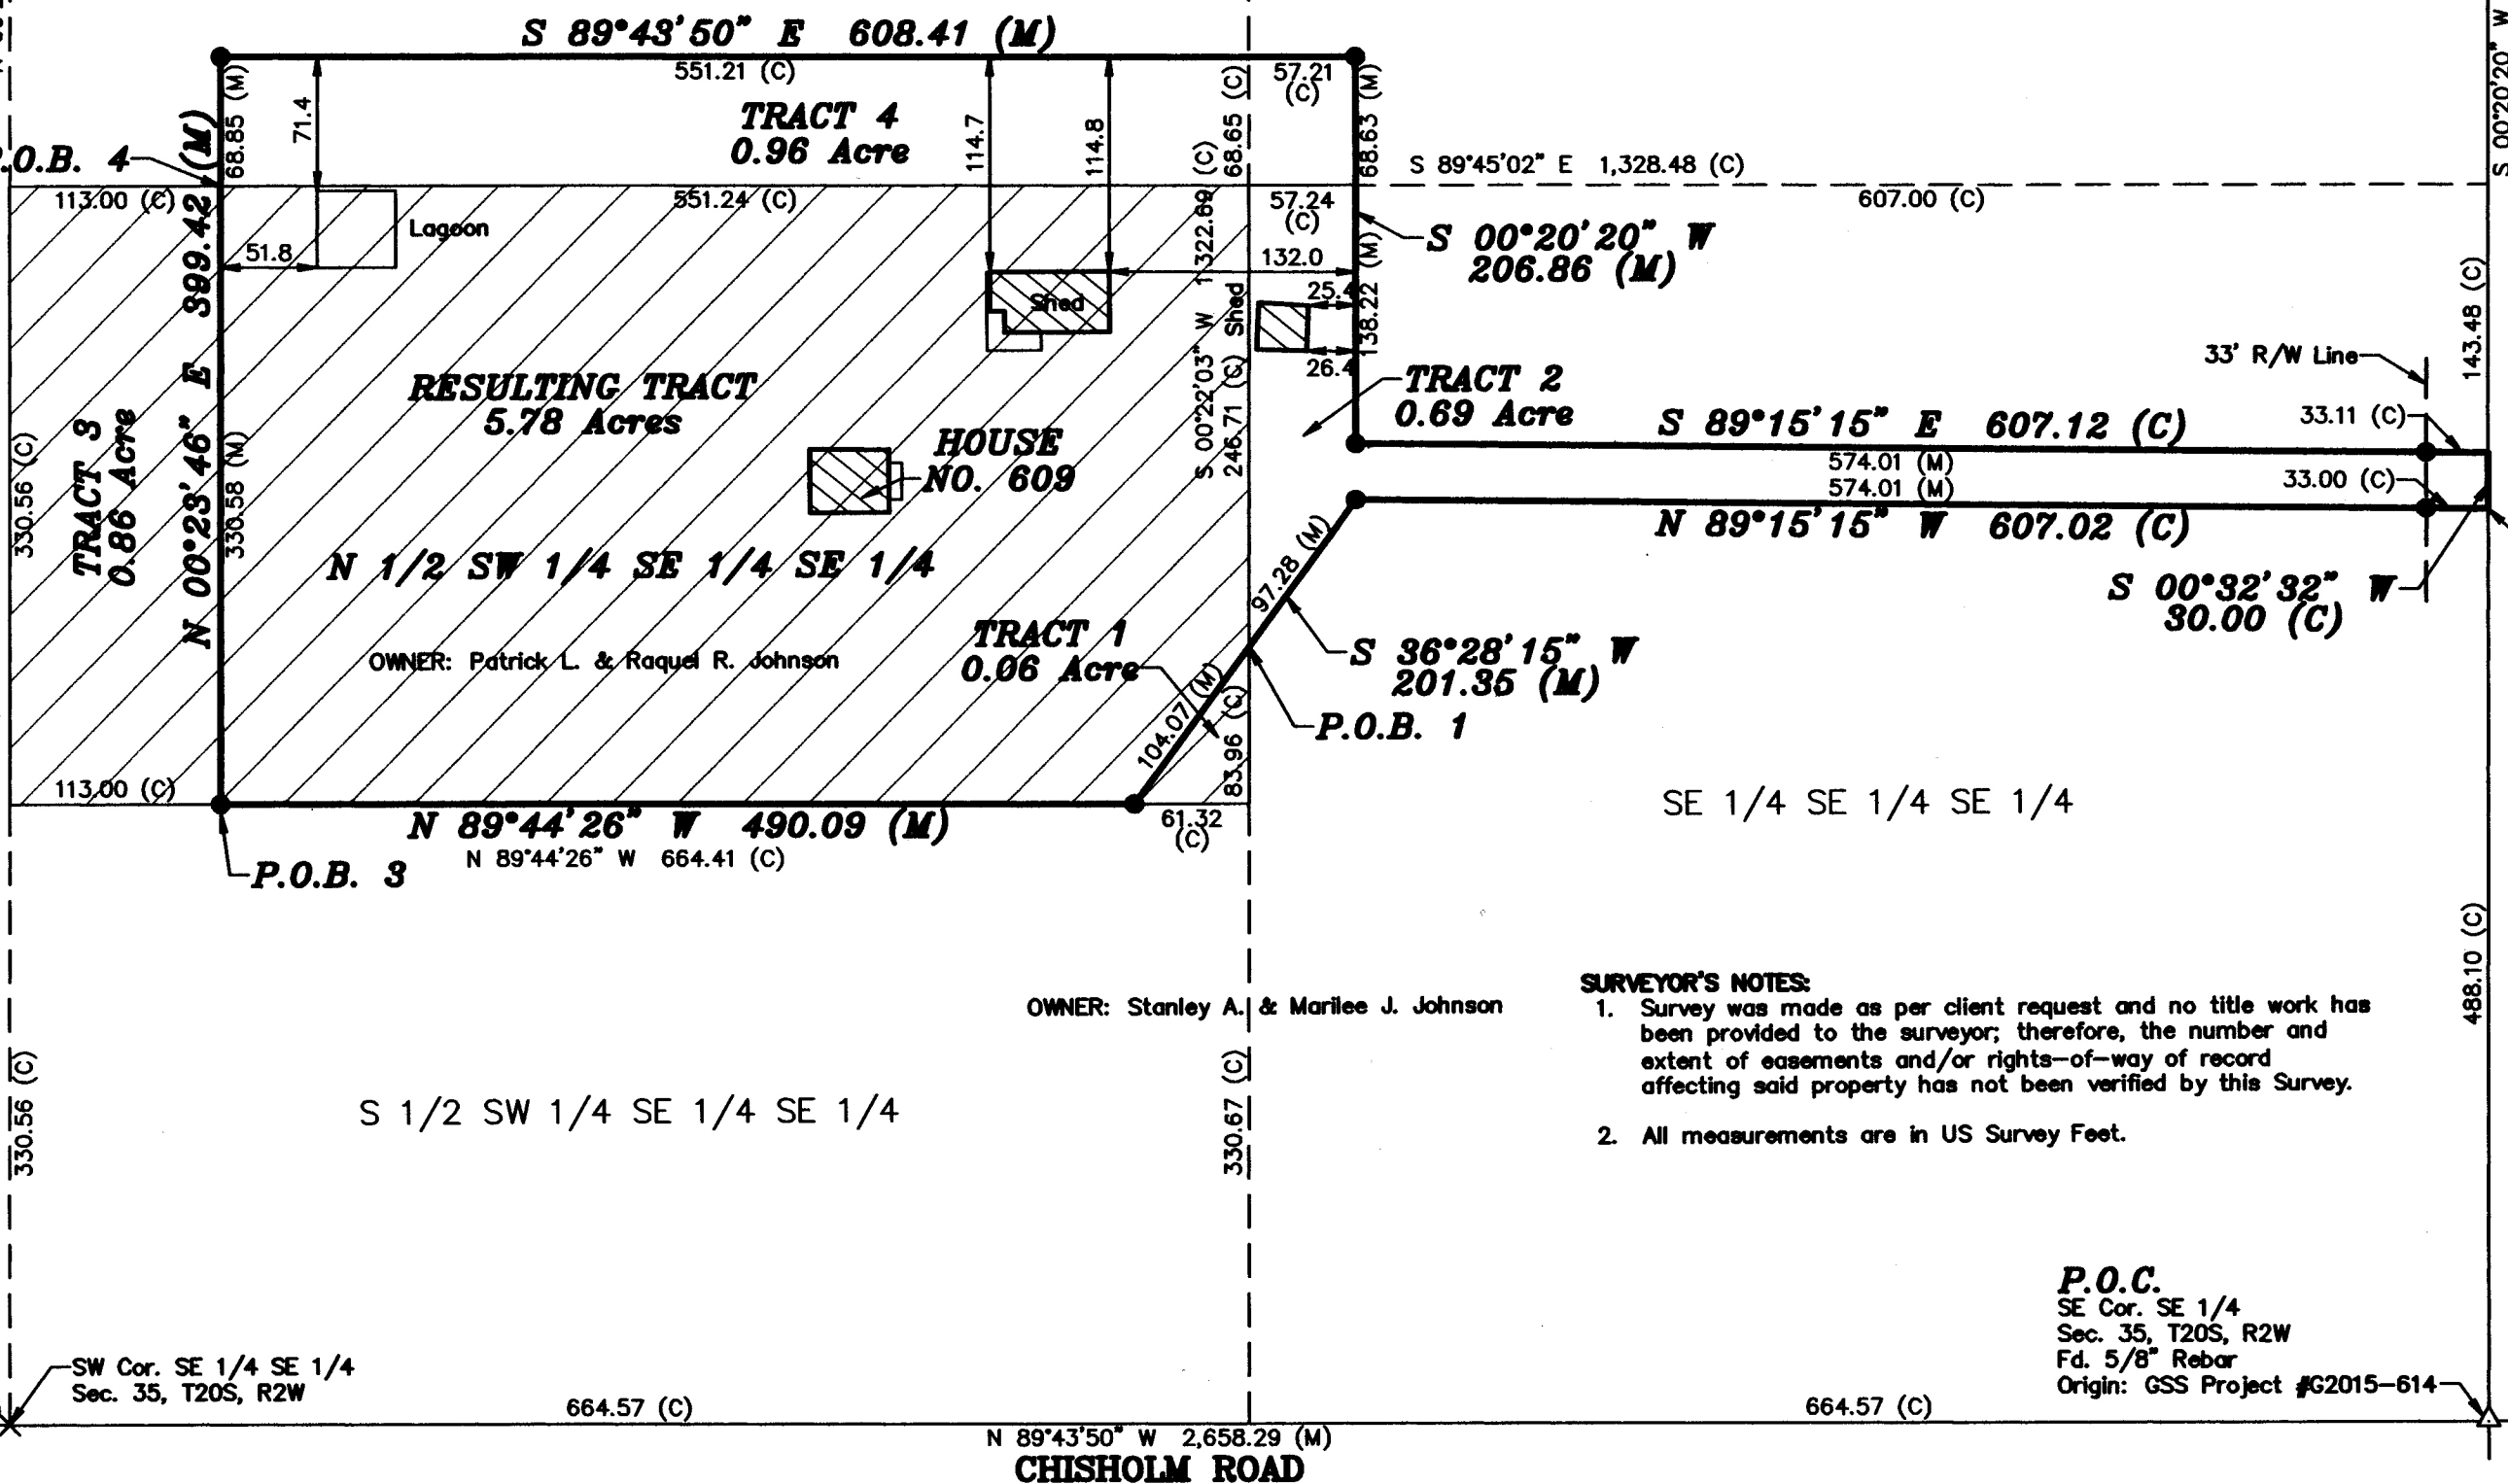 S 89°43'50" E 608.41 (M)
551.21 (C)
57.21
(C)
68.85 (M)
71.4
TRACT 4
0.96 Acre
114.7
114.8
68.65 (C)
68.63 (M)
S 00°20'20" W
.O.B. 4
113.00 (C)
551.24 (C)
57.24
(C)
S 89°45'02" E 1,328.48 (C)
607.00 (C)
Lagoon
51.8
132.0
S 00°20'20" W
206.86 (M)
Shed
25.4
26.4
Shed
138.22 (M)
S 00°22'03" W 1322.69 (C)
246.71 (C)
N 00°23'46" E 399.42 (M)
330.58 (M)
330.56 (C)
TRACT 3
0.86 Acre
RESULTING TRACT
5.78 Acres
HOUSE
NO. 609
TRACT 2
0.69 Acre
33' R/W Line
143.48 (C)
33.11 (C)
S 89°15'15" E 607.12 (C)
574.01 (M)
574.01 (M)
33.00 (C)
N 89°15'15" W 607.02 (C)
S 00°32'32" W
30.00 (C)
N 1/2 SW 1/4 SE 1/4 SE 1/4
97.28 (M)
OWNER: Patrick L. & Raquel R. Johnson
TRACT 1
0.06 Acre
S 36°28'15" W
201.35 (M)
104.07 (M)
83.96 (C)
P.O.B. 1
113.00 (C)
N 89°44'26" W 490.09 (M)
61.32
(C)
N 89°44'26" W 664.41 (C)
P.O.B. 3
SE 1/4 SE 1/4 SE 1/4
488.10 (C)
OWNER: Stanley A. & Marilee J. Johnson
SURVEYOR'S NOTES:
1. Survey was made as per client request and no title work has
been provided to the surveyor; therefore, the number and
extent of easements and/or rights-of-way of record
affecting said property has not been verified by this Survey.
2. All measurements are in US Survey Feet.
330.56 (C)
S 1/2 SW 1/4 SE 1/4 SE 1/4
330.67 (C)
P.O.C.
SE Cor. SE 1/4
Sec. 35, T20S, R2W
Fd. 5/8" Rebar
Origin: GSS Project #G2015-614
SW Cor. SE 1/4 SE 1/4
Sec. 35, T20S, R2W
664.57 (C)
664.57 (C)
N 89°43'50" W 2,658.29 (M)
CHISHOLM ROAD